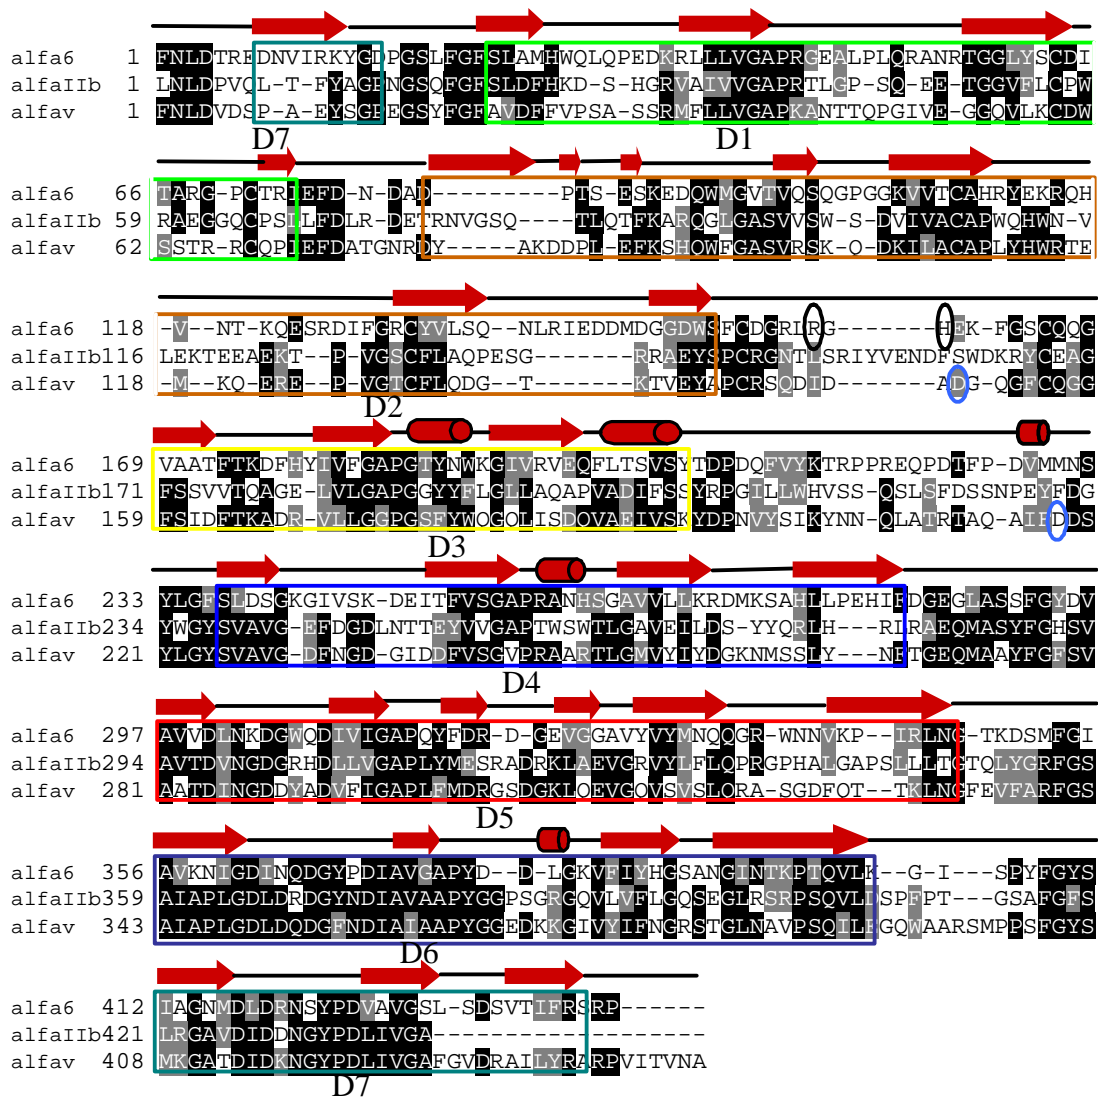 alfa6 1 FNLDTREDNVIRKYGDPGSLFGFSLAMHWQLQPEDKRLLLVGAPRGEALPLQRANRTGGLYSCDI
alfaIIb 1 LNLDPVQL-T-FYAGPNGSQFGFSLDFHKD-S-HGRVAIVVGAPRTLGP-SQ-EE-TGGVFLCPW
alfav 1 FNLDVDSP-A-EYSGPEGSYFGFAVDFFVPSA-SSRMFLLVGAPKANTTQPGIVE-GGQVLKCDW
D7 D1
alfa6 66 TARG-PCTRIEFD-N-DAD---------PTS-ESKEDQWMGVTVQSQGPGGKVVTCAHRYEKRQH
alfaIIb 59 RAEGGQCPSLLFDLR-DETRNVGSQ----TLQTFKARQGLGASVVSW-S-DVIVACAPWQHWN-V
alfav 62 SSTR-RCQPIEFDATGNRDY-----AKDDPL-EFKSHQWFGASVRSK-Q-DKILACAPLYHWRTE
alfa6 118 -V--NT-KQESRDIFGRCYVLSQ--NLRIEDDMDGGDWSFCDGRLRG--------HEK-FGSCQQG
alfaIIb116 LEKTEEAEKT--P-VGSCFLAQPESG-------RRAEYSPCRGNTLSRIYVENDFSWDKRYCEAG
alfav 118 -M--KQ-ERE--P-VGTCFLQDG-T-------KTVEYAPCRSQDID--------ADG-QGFCQGG
D2
alfa6 169 VAATFTKDFHYIVFGAPGTYNWKGIVRVEQFLTSVSYTDPDQFVYKTRPPREQPDTFP-DVMMNS
alfaIIb171 FSSVVTQAGE-LVLGAPGGYYFLGLLAQAPVADIFSSYRPGILLWHVSS-QSLSFDSSNPEYFDG
alfav 159 FSIDFTKADR-VLLGGPGSFYWQGQLISDQVAEIVSKYDPNVYSIKYNN-QLATRTAQ-AIFDDS
D3
alfa6 233 YLGFSLDSGKGIVSK-DEITFVSGAPRANHSGAVVLLKRDMKSAHLLPEHIFDGEGLASSFGYDV
alfaIIb234 YWGYSVAVG-EFDGDLNTTEYVVGAPTWSWTLGAVEILDS-YYQRLH---RLRAEQMASYFGHSV
alfav 221 YLGYSVAVG-DFNGD-GIDDFVSGVPRAARTLGMVYIYDGKNMSSLY---NFTGEQMAAYFGFSV
D4
alfa6 297 AVVDLNKDGWQDIVIGAPQYFDR-D-GEVGGAVYVYMNQQGR-WNNVKP--IRLNG-TKDSMFGI
alfaIIb294 AVTDVNGDGRHDLLVGAPLYMESRADRKLAEVGRVYLFLQPRGPHALGAPSLLLTGTQLYGRFGS
alfav 281 AATDINGDDYADVFIGAPLFMDRGSDGKLQEVGQVSVSLQRA-SGDFQT--TKLNGFEVFARFGS
D5
alfa6 356 AVKNIGDINQDGYPDIAVGAPYD--D-LGKVFIYHGSANGINTKPTQVLK--G-I---SPYFGYS
alfaIIb359 AIAPLGDLDRDGYNDIAVAAPYGGPSGRGQVLVFLGQSEGLRSRPSQVLDSPFPT---GSAFGFS
alfav 343 AIAPLGDLDQDGFNDIAIAAPYGGEDKKGIVYIFNGRSTGLNAVPSQILEGQWAARSMPPSFGYS
D6
alfa6 412 IAGNMDLDRNSYPDVAVGSL-SDSVTIFRSRP------
alfaIIb421 LRGAVDIDDNGYPDLIVGA-------------------
alfav 408 MKGATDIDKNGYPDLIVGAFGVDRAILYRARPVITVNA
D7